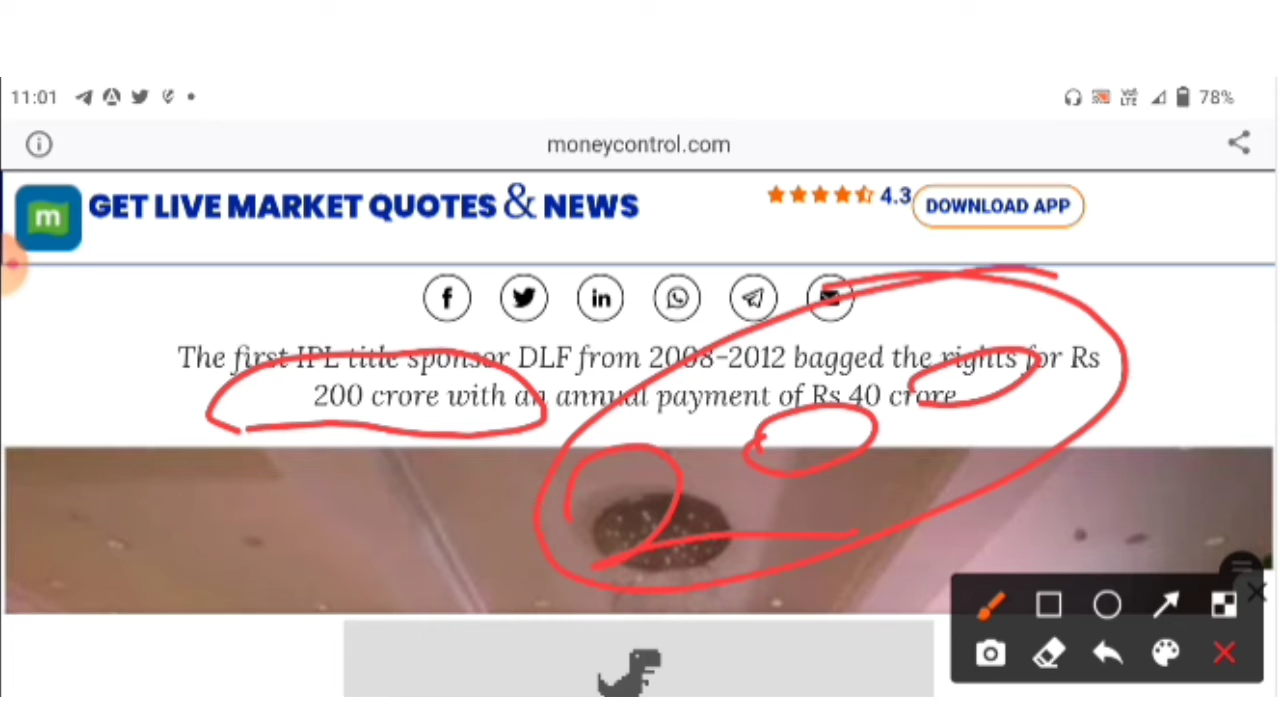 11:01
VoLTE 78%
moneycontrol.com
m GET LIVE MARKET QUOTES & NEWS 4.3 DOWNLOAD APP
f in
The first IPL title sponsor DLF from 2008-2012 bagged the rights for Rs
200 crore with an annual payment of Rs 40 crore